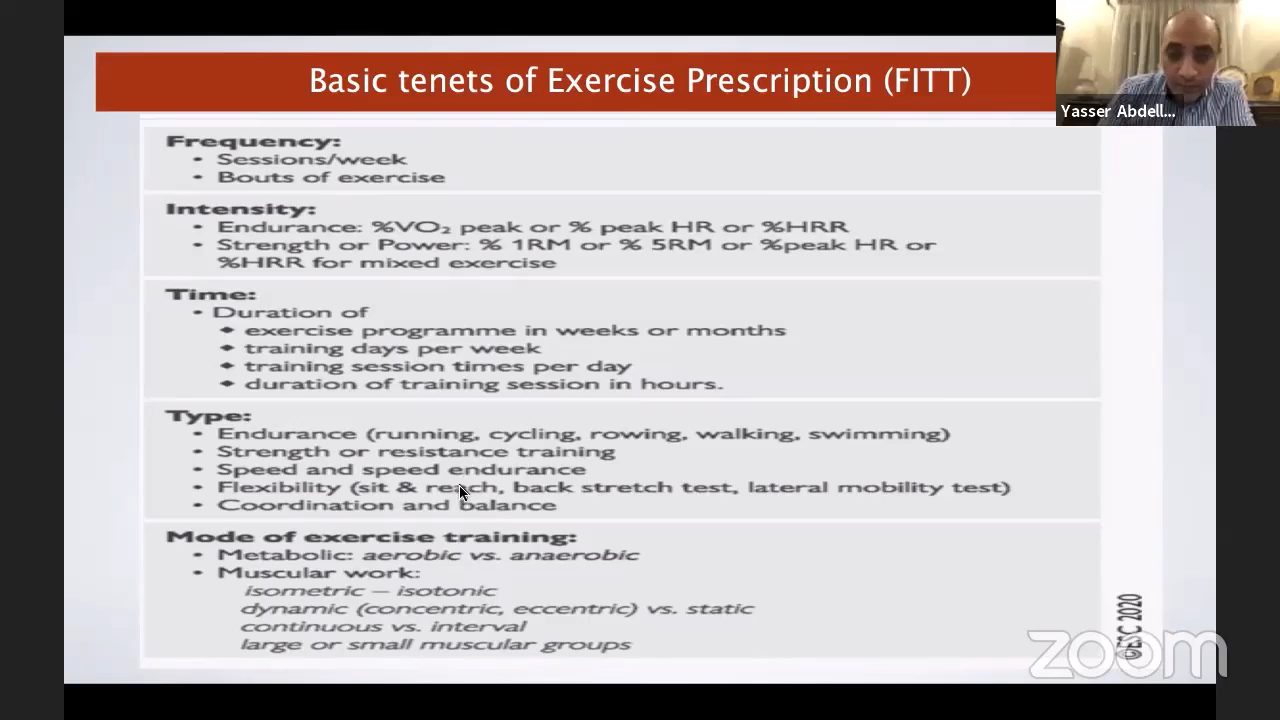 Basic tenets of Exercise Prescription (FITT)
Yasser Abdell...
Frequency:
• Sessions/week
• Bouts of exercise
Intensity:
• Endurance: %VO₂ peak or % peak HR or %HRR
• Strength or Power: % 1RM or % 5RM or %peak HR or
%HRR for mixed exercise
Time:
• Duration of
◆ exercise programme in weeks or months
◆ training days per week
◆ training session times per day
◆ duration of training session in hours.
Type:
• Endurance (running, cycling, rowing, walking, swimming)
• Strength or resistance training
• Speed and speed endurance
• Flexibility (sit & reach, back stretch test, lateral mobility test)
• Coordination and balance
Mode of exercise training:
• Metabolic: aerobic vs. anaerobic
• Muscular work:
isometric – isotonic
dynamic (concentric, eccentric) vs. static
continuous vs. interval
large or small muscular groups
©ESC 2020
zoom